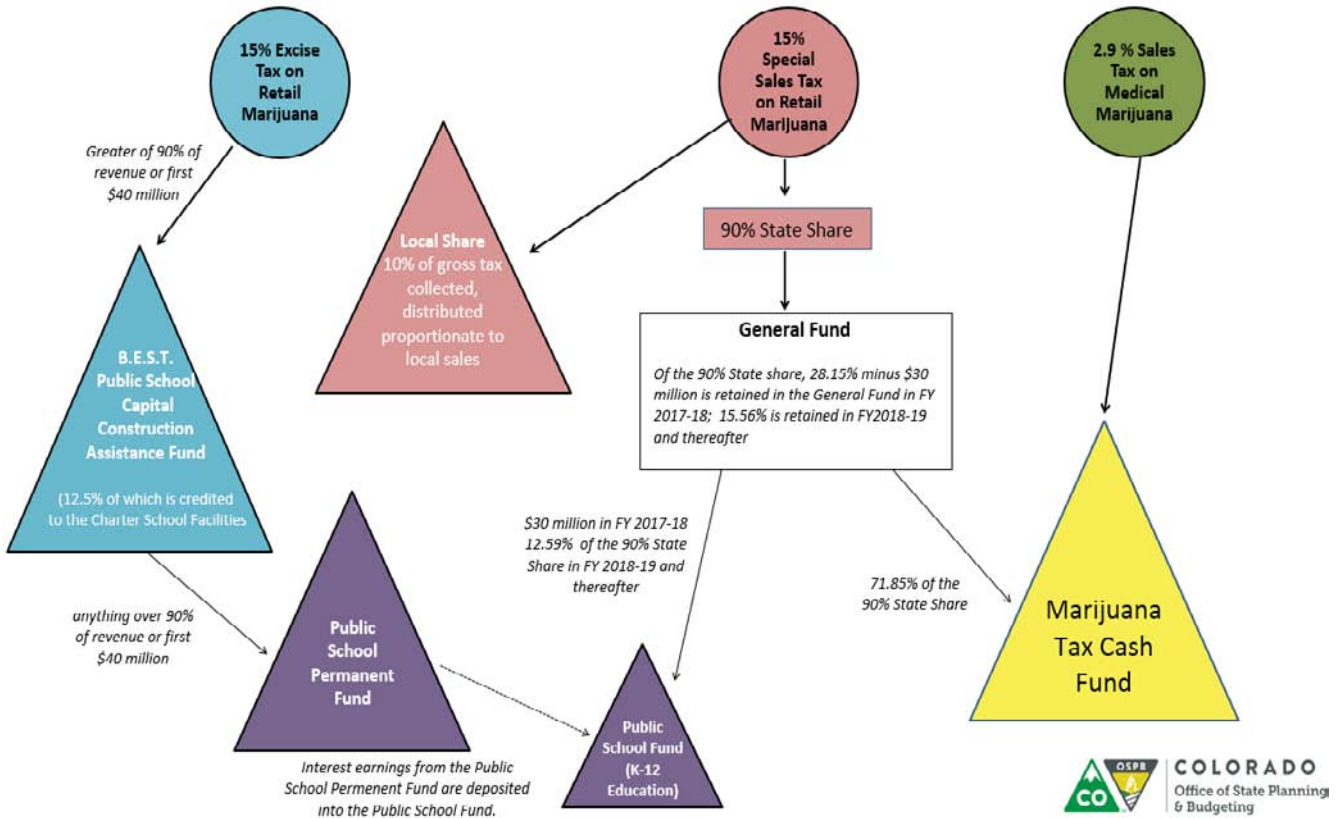 15% Excise
Tax on
Retail
Marijuana
15%
Special
Sales Tax
on Retail
Marijuana
2.9 % Sales
Tax on
Medical
Marijuana
Greater of 90% of
revenue or first
$40 million
90% State Share
Local Share
10% of gross tax
collected,
distributed
proportionate to
local sales
General Fund
Of the 90% State share, 28.15% minus $30
million is retained in the General Fund in FY
2017-18; 15.56% is retained in FY2018-19
and thereafter
B.E.S.T.
Public School
Capital
Construction
Assistance Fund
(12.5% of which is credited
to the Charter School Facilities
$30 million in FY 2017-18
12.59% of the 90% State
Share in FY 2018-19 and
thereafter
71.85% of the
90% State Share
anything over 90%
of revenue or first
$40 million
Public
School
Permanent
Fund
Marijuana
Tax Cash
Fund
Public
School Fund
(K-12
Education)
Interest earnings from the Public
School Permenent Fund are deposited
into the Public School Fund.
CO
OSPB
COLORADO
Office of State Planning
& Budgeting